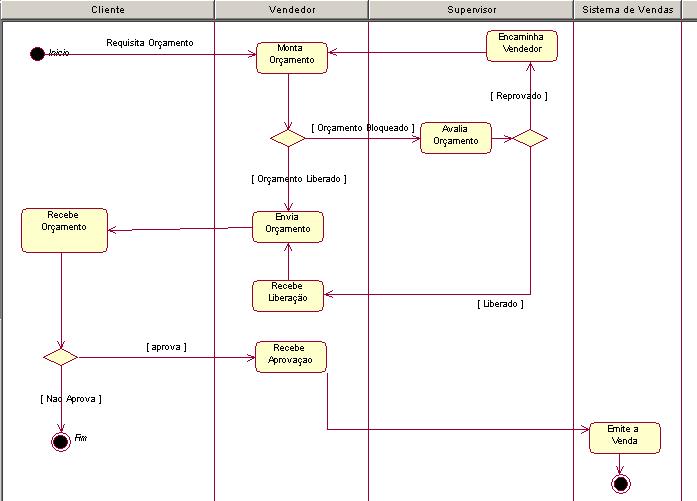 Cliente
Vendedor
Supervisor
Sistema de Vendas
Inicio
Requisita Orçamento
Monta
Orçamento
Encaminha
Vendedor
[ Reprovado ]
[ Orçamento Bloqueado ]
Avalia
Orçamento
[ Orçamento Liberado ]
Recebe
Orçamento
Envia
Orçamento
Recebe
Liberação
[ Liberado ]
[ aprova ]
Recebe
Aprovaçao
[ Nao Aprova ]
Fim
Emite a
Venda